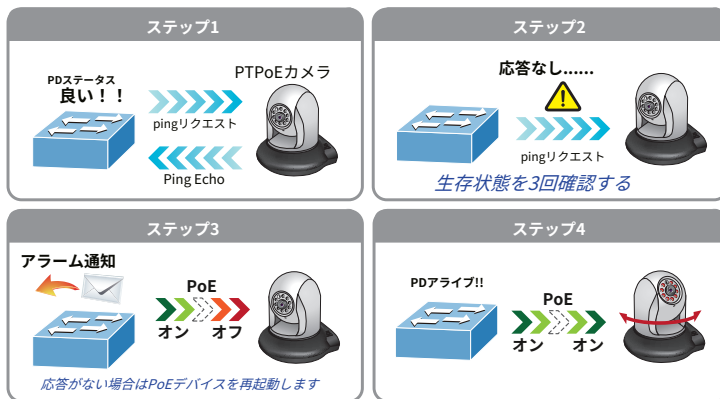 ステップ1
PDステータス
良い！！
PTPoEカメラ
pingリクエスト
Ping Echo
ステップ2
応答なし......
pingリクエスト
生存状態を3回確認する
ステップ3
アラーム通知
PoE
オン オフ
応答がない場合はPoEデバイスを再起動します
ステップ4
PDアライブ!!
PoE
オン オン